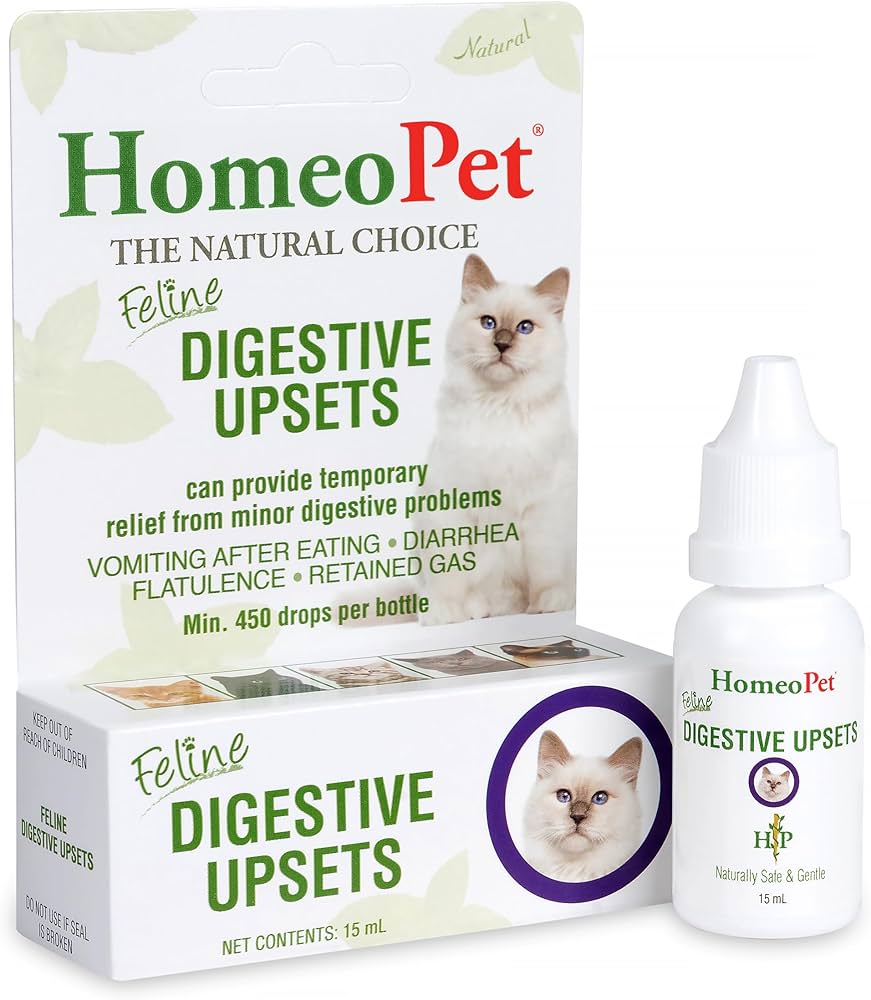 Natural
HomeoPet®
THE NATURAL CHOICE
Feline
DIGESTIVE
UPSETS
can provide temporary
relief from minor digestive problems
VOMITING AFTER EATING • DIARRHEA
FLATULENCE • RETAINED GAS
Min. 450 drops per bottle
KEEP OUT OF
REACH OF CHILDREN
FELINE
DIGESTIVE UPSETS
DO NOT USE IF SEAL
IS BROKEN
Feline
DIGESTIVE
UPSETS
NET CONTENTS: 15 mL
HomeoPet
Feline
DIGESTIVE UPSETS
HP
Naturally Safe & Gentle
15 mL